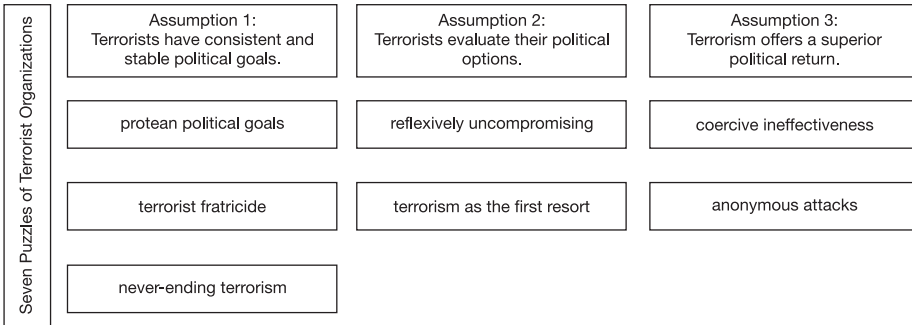 Seven Puzzles of Terrorist Organizations
Assumption 1:
Terrorists have consistent and
stable political goals.
Assumption 2:
Terrorists evaluate their political
options.
Assumption 3:
Terrorism offers a superior
political return.
protean political goals
reflexively uncompromising
coercive ineffectiveness
terrorist fratricide
terrorism as the first resort
anonymous attacks
never-ending terrorism